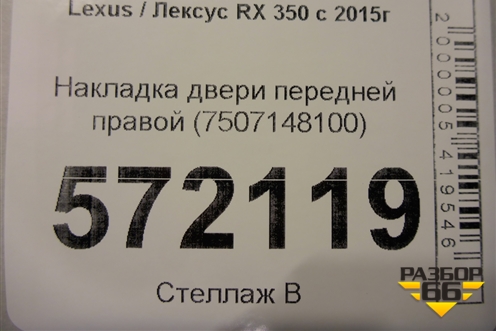 Lexus / Лексус RX 350 с 2015г
Накладка двери передней
правой (7507148100)
572119
Стеллаж В
2000005419546
РАЗБОР
66